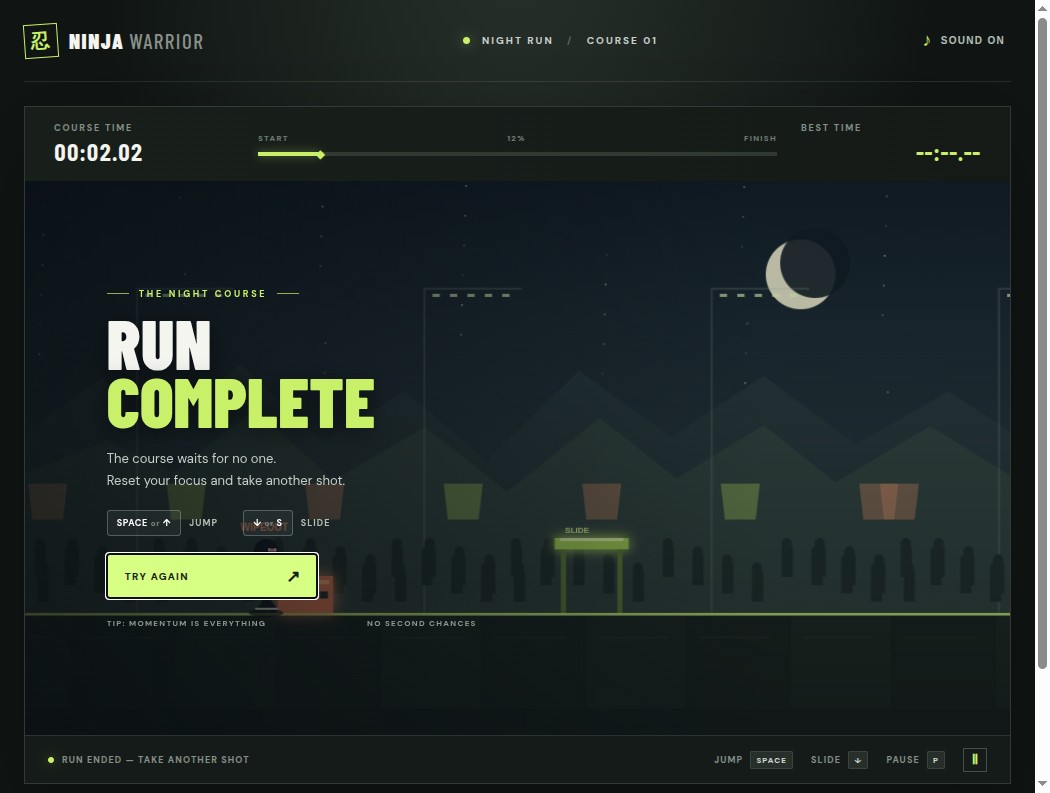 忍 NINJA WARRIOR
NIGHT RUN / COURSE 01
♪ SOUND ON
COURSE TIME
00:02.02
START 12% FINISH
BEST TIME
--:--.--
THE NIGHT COURSE
RUN
COMPLETE
The course waits for no one.
Reset your focus and take another shot.
SPACE or ↑ JUMP ↓ or S SLIDE
WIPEOUT
SLIDE
TRY AGAIN ↗
TIP: MOMENTUM IS EVERYTHING NO SECOND CHANCES
RUN ENDED — TAKE ANOTHER SHOT
JUMP SPACE SLIDE ↓ PAUSE P